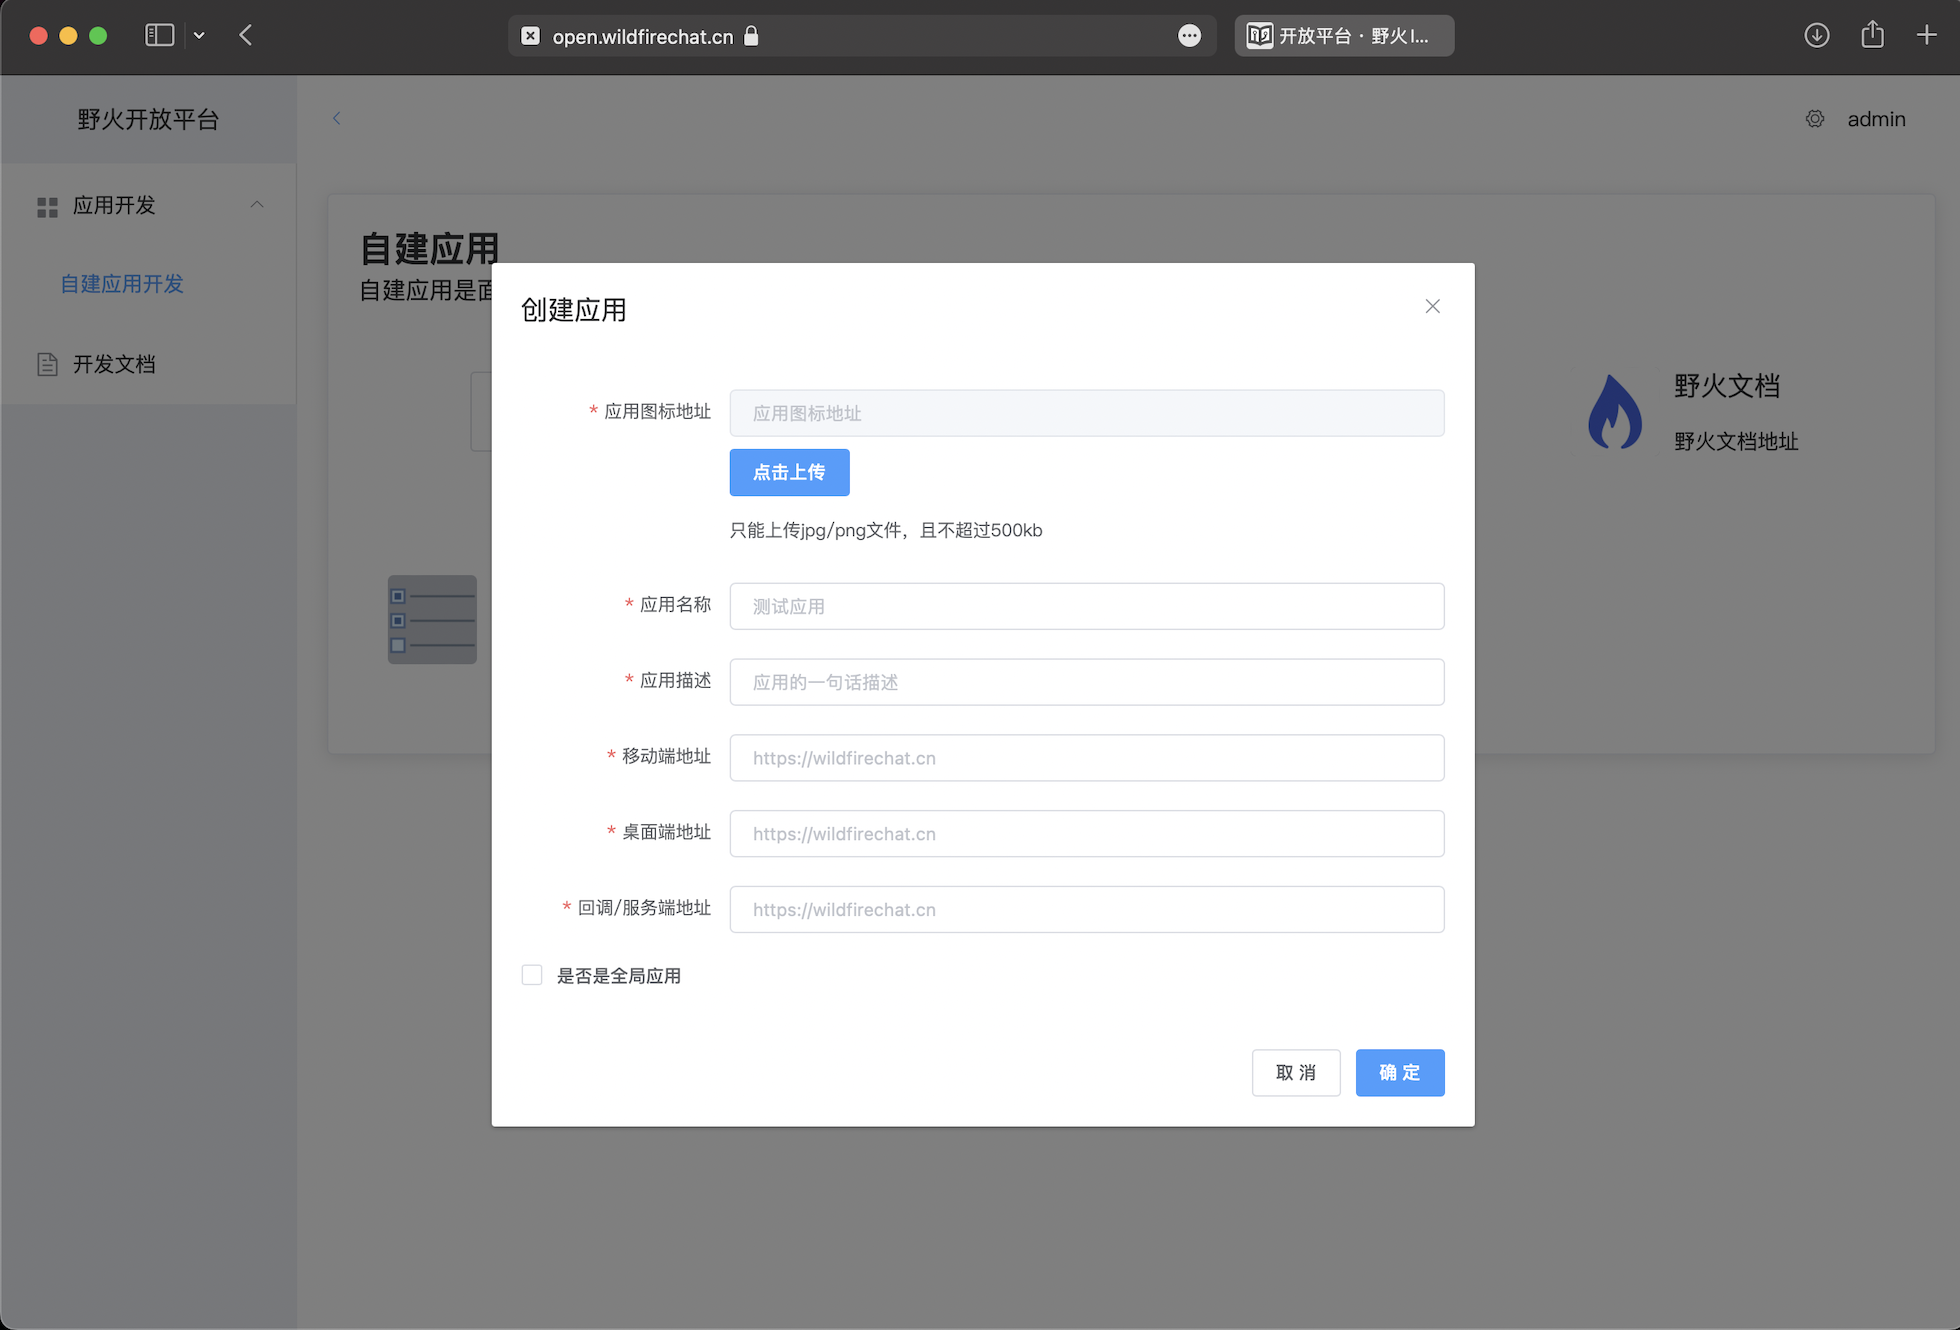 open.wildfirechat.cn
开放平台 · 野火 I...
野火开放平台
admin
应用开发
自建应用开发
开发文档
自建应用
自建应用是面
野火文档
野火文档地址
创建应用
* 应用图标地址
应用图标地址
点击上传
只能上传jpg/png文件，且不超过500kb
* 应用名称
测试应用
* 应用描述
应用的一句话描述
* 移动端地址
https://wildfirechat.cn
* 桌面端地址
https://wildfirechat.cn
* 回调/服务端地址
https://wildfirechat.cn
是否是全局应用
取 消
确 定